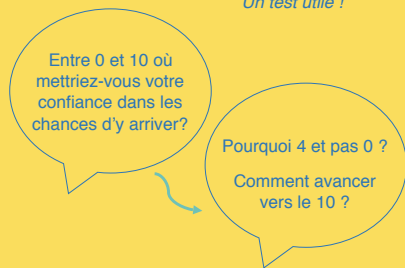 Un test utile !
Entre 0 et 10 où
mettriez-vous votre
confiance dans les
chances d'y arriver?
Pourquoi 4 et pas 0 ?
Comment avancer
vers le 10 ?